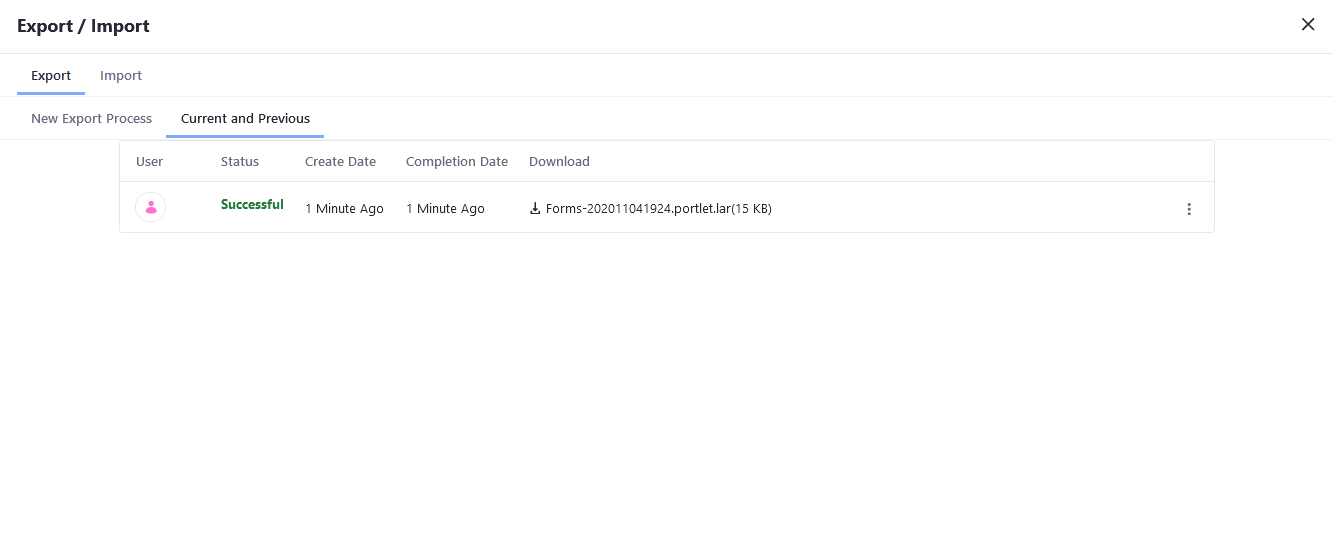 Export / Import
Export Import
New Export Process Current and Previous
User Status Create Date Completion Date Download
Successful 1 Minute Ago 1 Minute Ago Forms-202011041924.portlet.lar(15 KB)